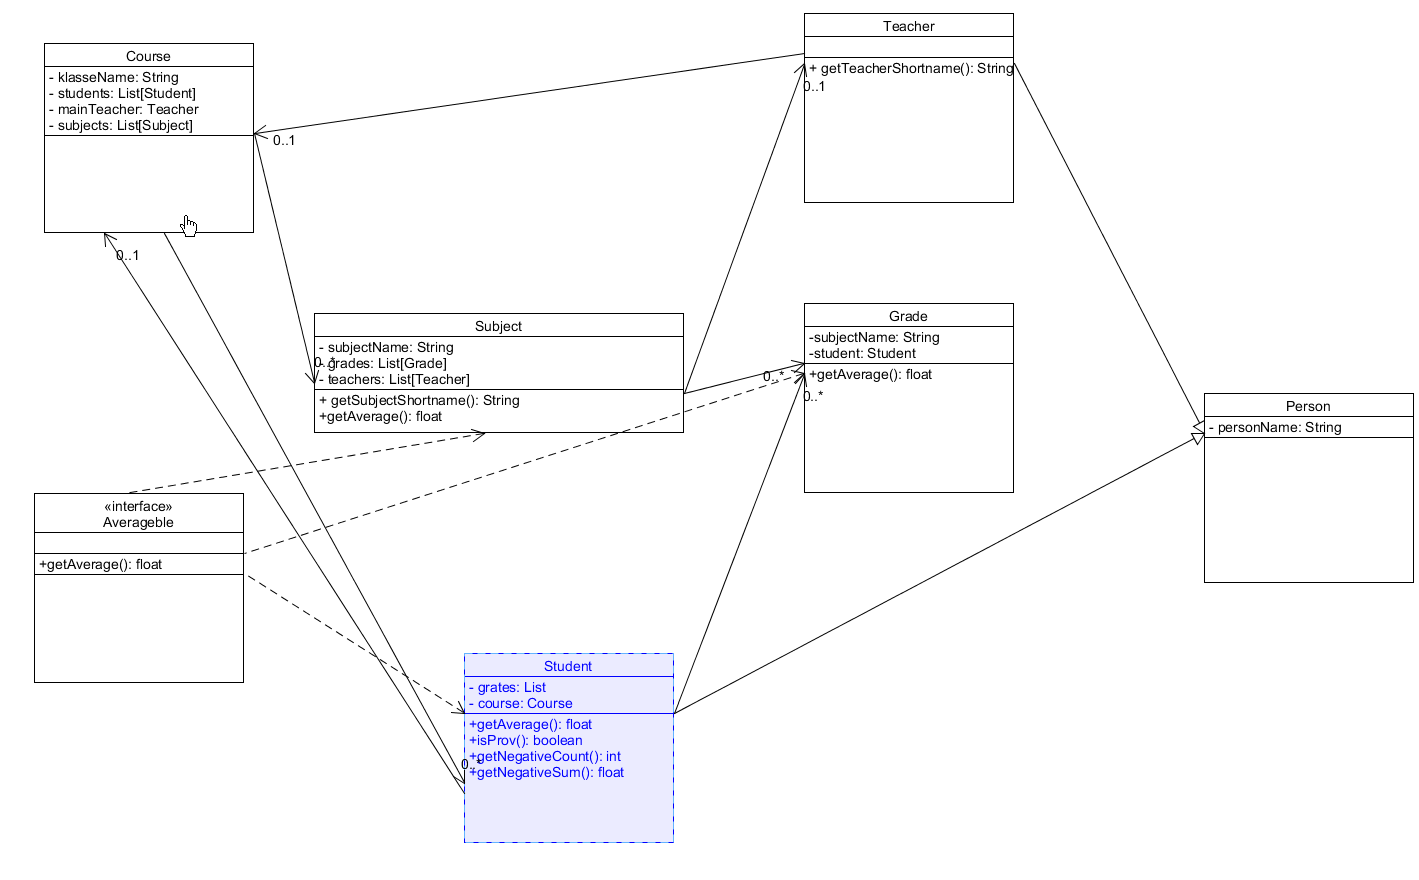 Course
- klasseName: String
- students: List[Student]
- mainTeacher: Teacher
- subjects: List[Subject]
Teacher
+ getTeacherShortname(): String
0..1
0..1
0..1
Subject
- subjectName: String
- grades: List[Grade]
- teachers: List[Teacher]
+ getSubjectShortname(): String
+getAverage(): float
0..*
Grade
-subjectName: String
-student: Student
+getAverage(): float
0..*
0..*
Person
- personName: String
«interface»
Averageble
+getAverage(): float
Student
- grates: List
- course: Course
+getAverage(): float
+isProv(): boolean
+getNegativeCount(): int
+getNegativeSum(): float
0..*